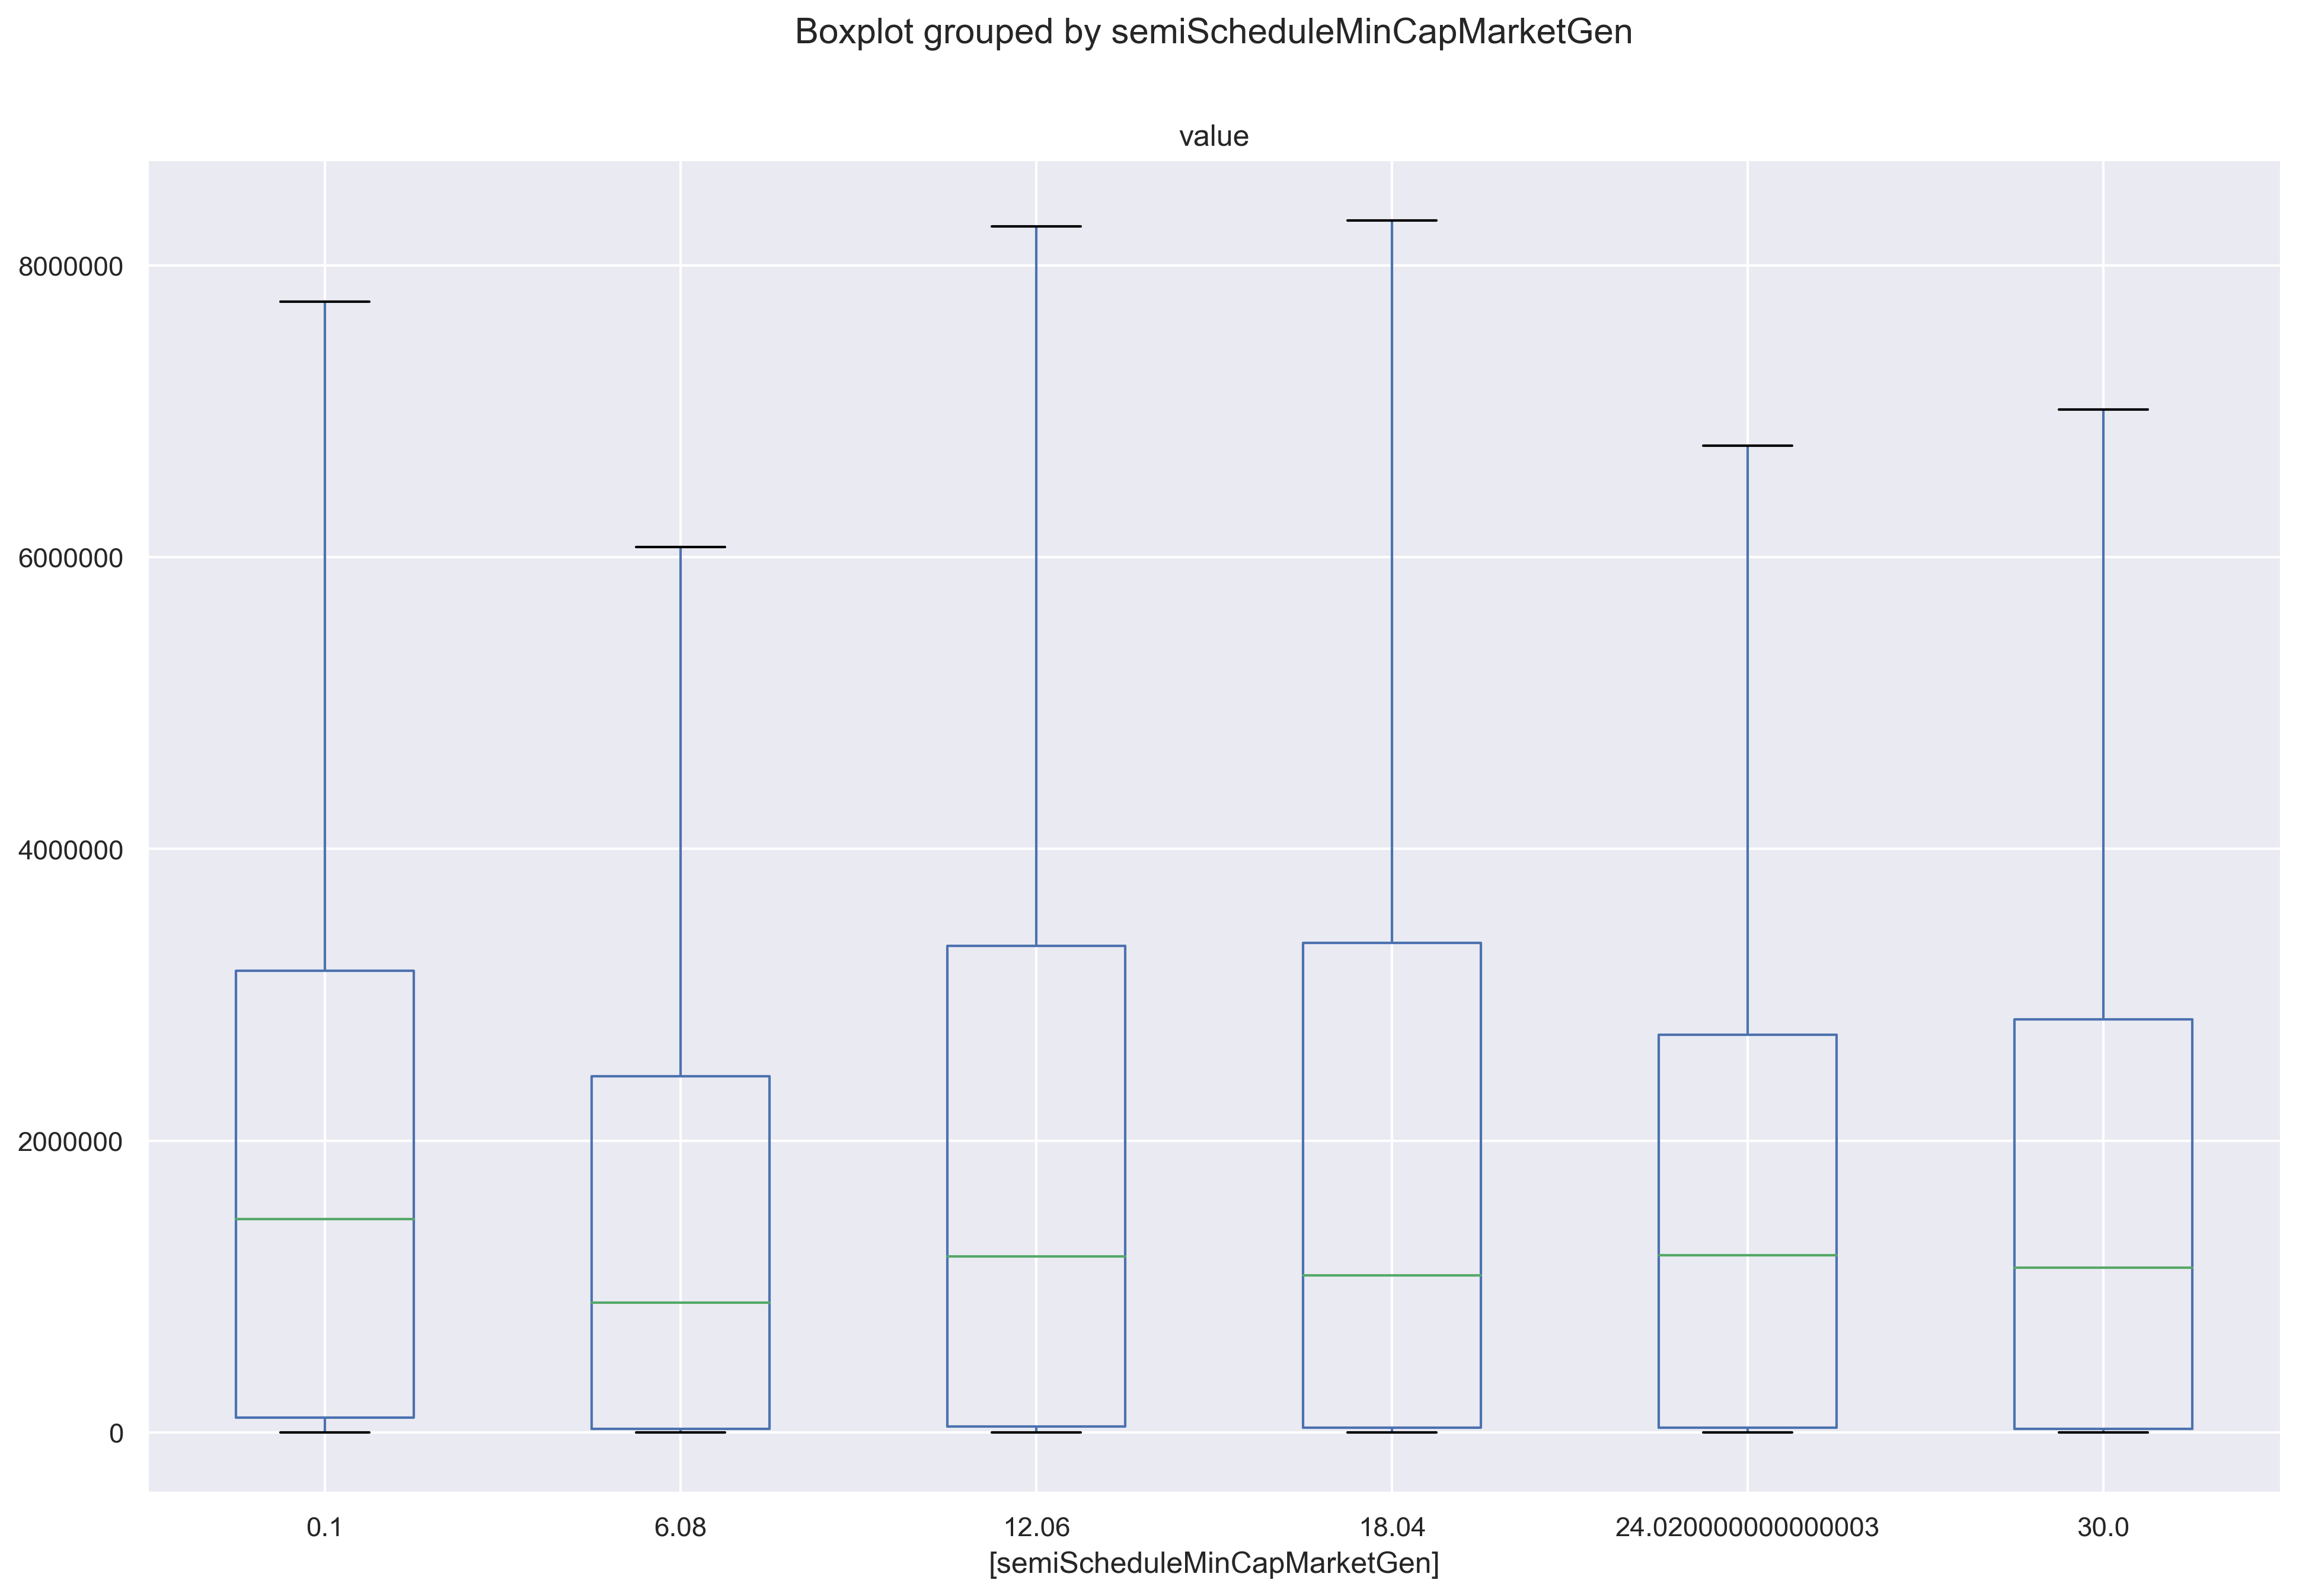 Boxplot grouped by semiScheduleMinCapMarketGen
value
8000000
6000000
4000000
2000000
0
0.1 6.08 12.06 18.04 24.020000000000003 30.0
[semiScheduleMinCapMarketGen]